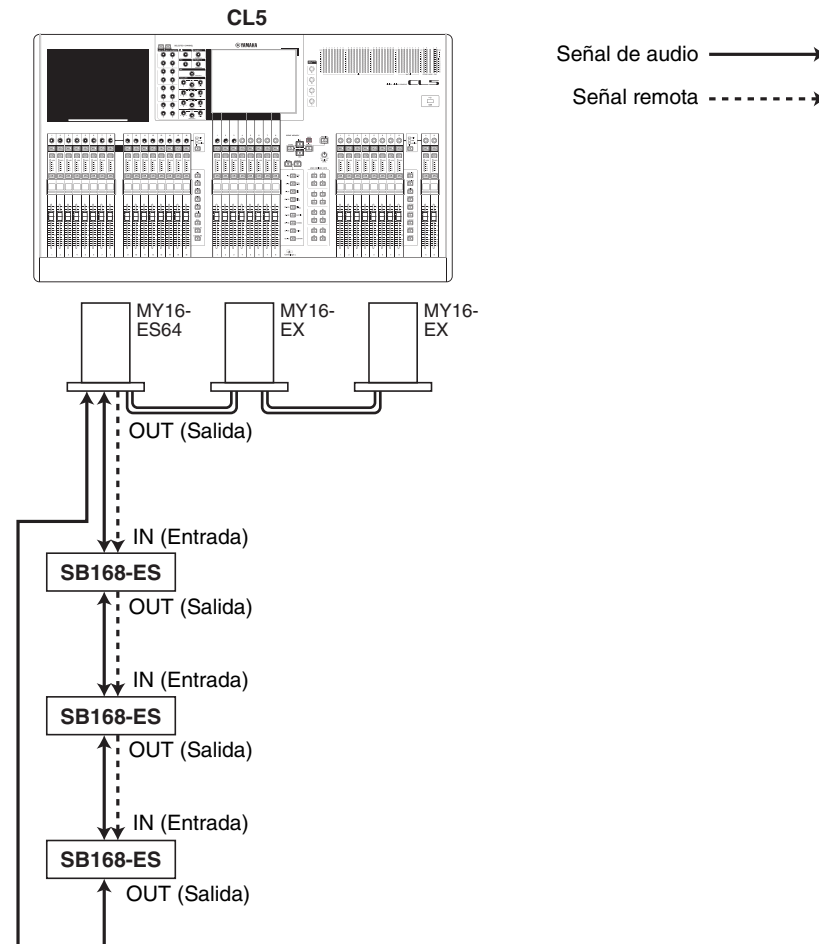 CL5
YAMAHA
Señal de audio
Señal remota
MY16-
ES64
MY16-
EX
MY16-
EX
OUT (Salida)
IN (Entrada)
SB168-ES
OUT (Salida)
IN (Entrada)
SB168-ES
OUT (Salida)
IN (Entrada)
SB168-ES
OUT (Salida)